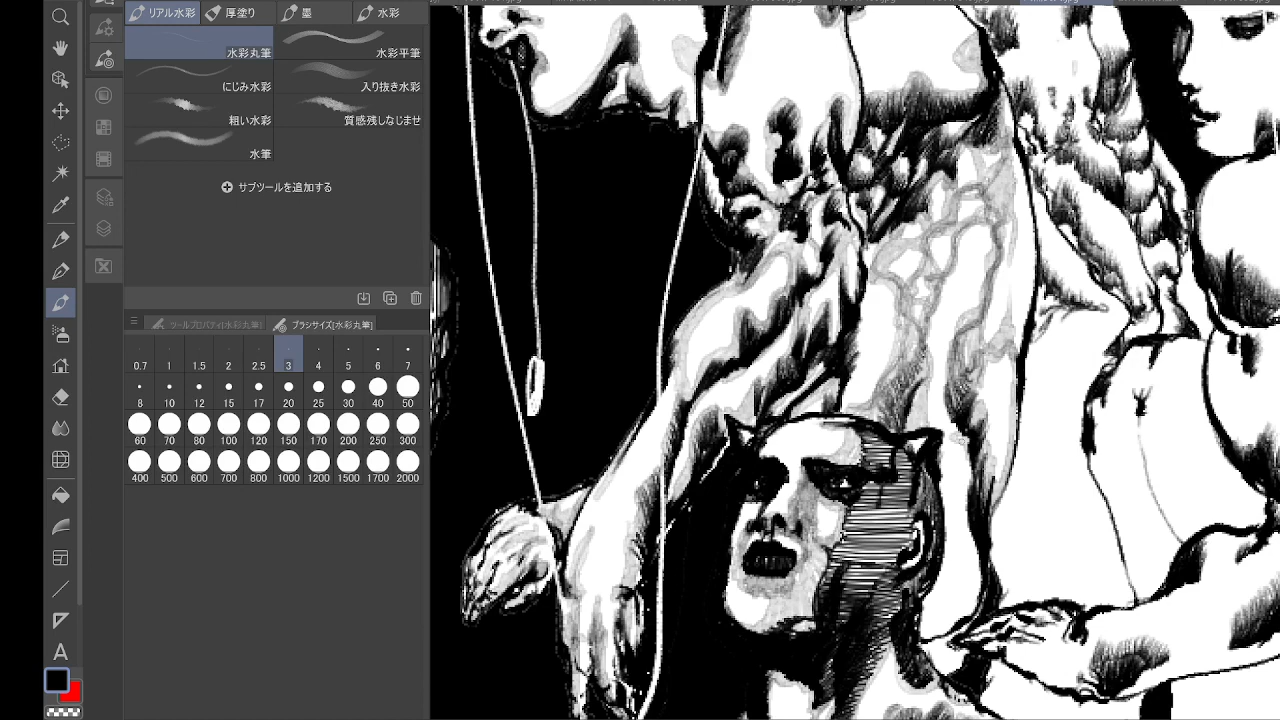 リアル水彩 厚塗り 墨 水彩
水彩丸筆 水彩平筆
にじみ水彩 入り抜き水彩
粗い水彩 質感残しなじませ
水筆
サブツールを追加する
ツールプロパティ[水彩丸筆] ブラシサイズ[水彩丸筆]
0.7 1 1.5 2 2.5 3 4 5 6 7
8 10 12 15 17 20 25 30 40 50
60 70 80 100 120 150 170 200 250 300
400 500 600 700 800 1000 1200 1500 1700 2000
A